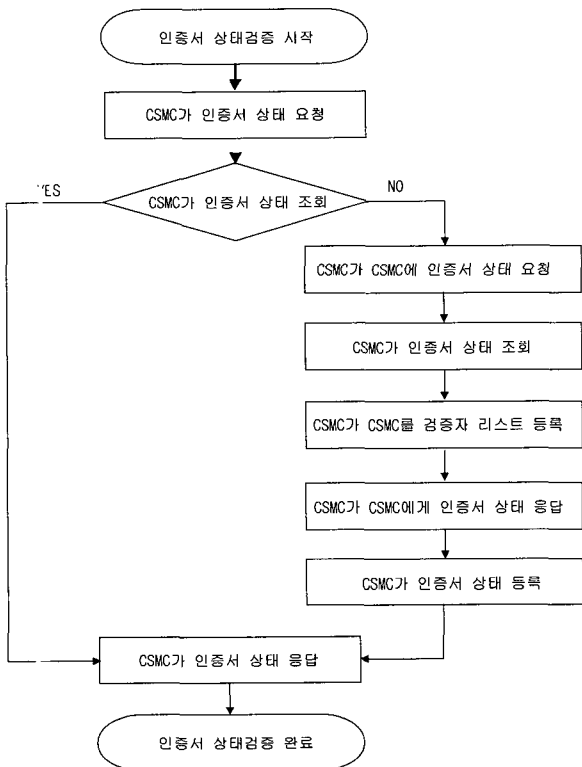 인증서 상태검증 시작
CSMC가 인증서 상태 요청
YES
NO
CSMC가 인증서 상태 조회
CSMC가 CSMC에 인증서 상태 요청
CSMC가 인증서 상태 조회
CSMC가 CSMC를 검증자 리스트 등록
CSMC가 CSMC에게 인증서 상태 응답
CSMC가 인증서 상태 등록
CSMC가 인증서 상태 응답
인증서 상태검증 완료